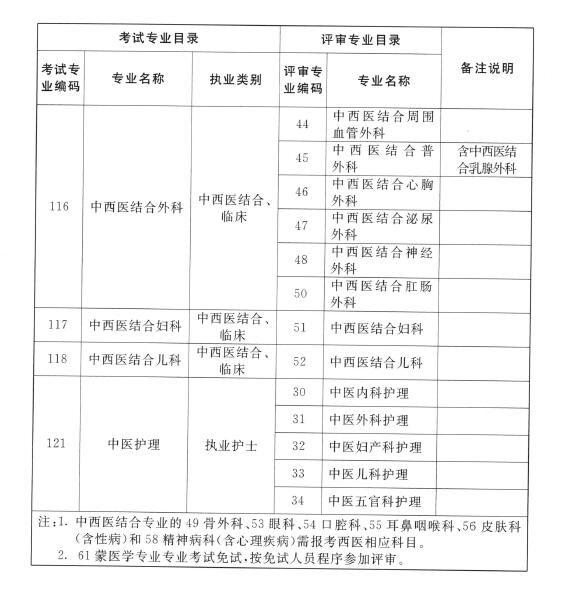 考试专业目录 评审专业目录 备注说明
考试专
业编码 专业名称 执业类别 评审专
业编码 专业名称
116 中西医结合外科 中西医结合、
临床
44 中西医结合周围
血管外科
45 中西医结合普
外科 含中西医结
合乳腺外科
46 中西医结合心胸
外科
47 中西医结合泌尿
外科
48 中西医结合神经
外科
50 中西医结合肛肠
外科
117 中西医结合妇科 中西医结合、
临床 51 中西医结合妇科
118 中西医结合儿科 中西医结合、
临床 52 中西医结合儿科
121 中医护理 执业护士
30 中医内科护理
31 中医外科护理
32 中医妇产科护理
33 中医儿科护理
34 中医五官科护理
注:1. 中西医结合专业的49骨外科、53眼科、54口腔科、55耳鼻咽喉科、56皮肤科
(含性病)和58精神病科(含心理疾病)需报考西医相应科目。
2. 61蒙医学专业专业考试免试,按免试人员程序参加评审。